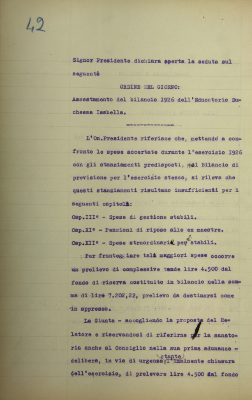 42
Signor Presidente dichiara aperta la seduta sul
seguente
ORDINE DEL GIORNO:
Assestamento del bilancio 1926 dell'Educatorio Du-
chessa Isabella.
L'On.Presidente riferisce che, mettendo a con-
fronto le spese accertate durante l'esercizio 1926
con gli stanziamenti predisposti, dal bilancio di
previsione per l'esercizio stesso, si rileva che
questi stanziamenti risultano insufficienti per i
seguenti capitoli:
Cap.III° - Spese di gestione stabili.
Cap.XI° - Pensioni di riposo alle ex maestre.
Cap.XII° - Spese straordinarie per stabili.
Per fronteggiare tali maggiori spese occorre
un prelievo di complessive lire 4.500 dal
fondo di riserva costituito in bilancio nella som-
ma di lire 7.202,22, prelievo da destinarsi come
in appresso.
La Giunta - accogliendo la proposta del Re-
latore e riservandosi di riferirne per la sanato-
ria anche al Consiglio nella sua prima adunanza -
delibera, in via di urgenza, l'imminente chiusura
dell'esercizio, di prelevare lire 4.500 dal fondo